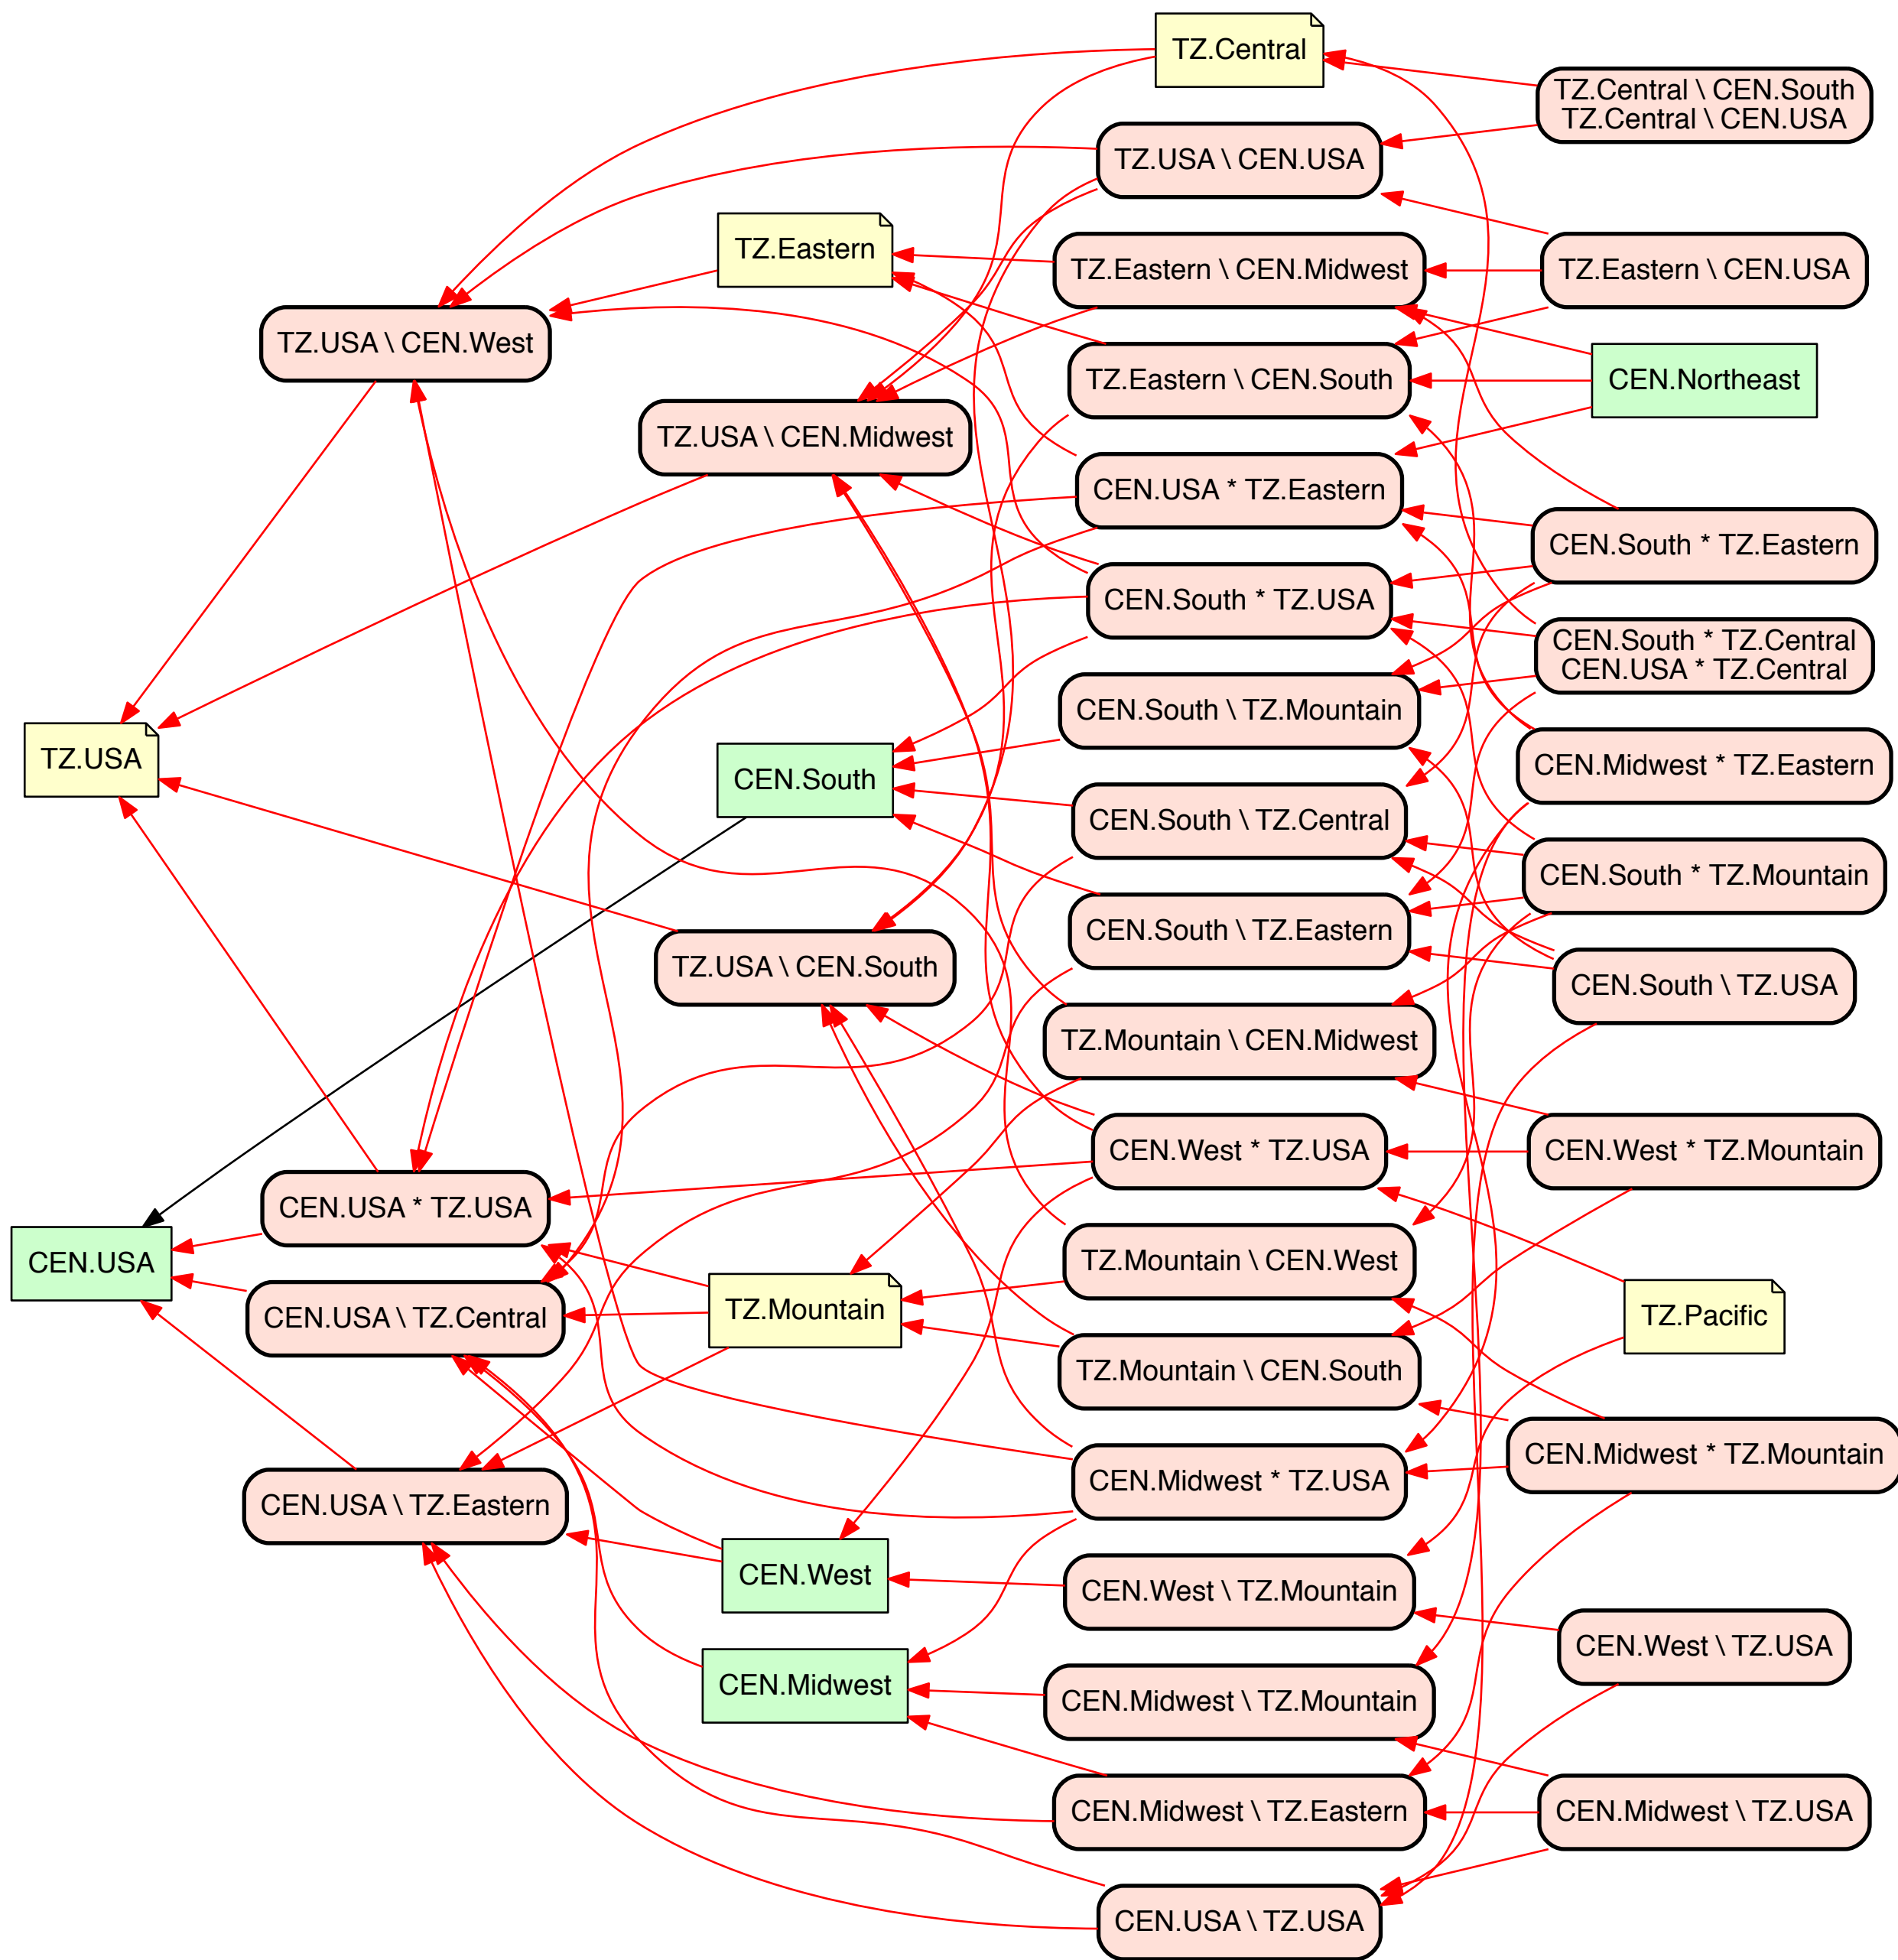 TZ.Central
TZ.Central \ CEN.South
TZ.Central \ CEN.USA
TZ.USA \ CEN.USA
TZ.Eastern
TZ.Eastern \ CEN.Midwest
TZ.Eastern \ CEN.USA
TZ.USA \ CEN.West
TZ.Eastern \ CEN.South
CEN.Northeast
TZ.USA \ CEN.Midwest
CEN.USA * TZ.Eastern
CEN.South * TZ.Eastern
CEN.South * TZ.USA
CEN.South * TZ.Central
CEN.USA * TZ.Central
CEN.South \ TZ.Mountain
TZ.USA
CEN.South
CEN.Midwest * TZ.Eastern
CEN.South \ TZ.Central
CEN.South * TZ.Mountain
CEN.South \ TZ.Eastern
TZ.USA \ CEN.South
CEN.South \ TZ.USA
TZ.Mountain \ CEN.Midwest
CEN.West * TZ.USA
CEN.West * TZ.Mountain
CEN.USA * TZ.USA
CEN.USA
TZ.Mountain \ CEN.West
CEN.USA \ TZ.Central
TZ.Mountain
TZ.Pacific
TZ.Mountain \ CEN.South
CEN.Midwest * TZ.Mountain
CEN.Midwest * TZ.USA
CEN.USA \ TZ.Eastern
CEN.West
CEN.West \ TZ.Mountain
CEN.West \ TZ.USA
CEN.Midwest
CEN.Midwest \ TZ.Mountain
CEN.Midwest \ TZ.Eastern
CEN.Midwest \ TZ.USA
CEN.USA \ TZ.USA